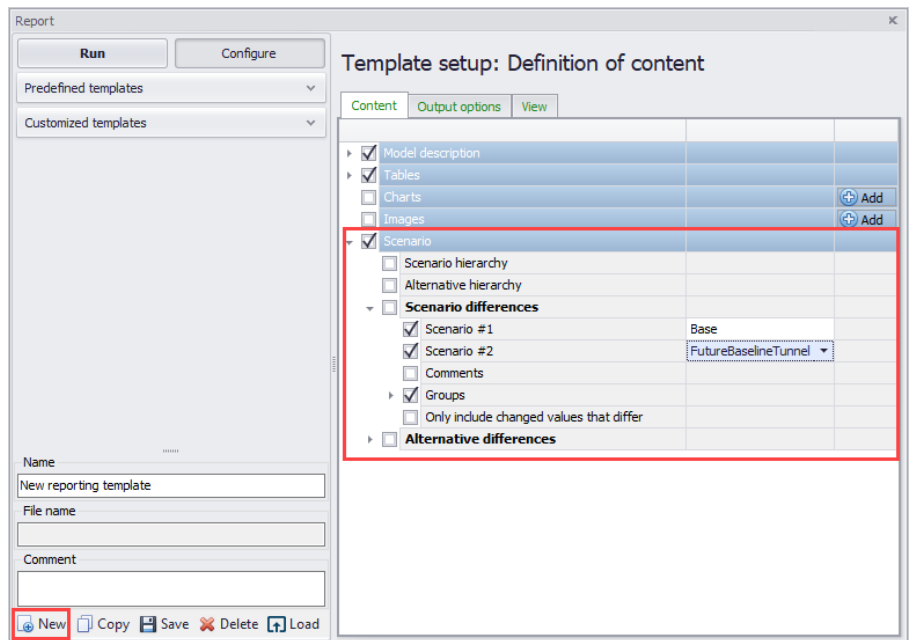 Report
Run
Configure
Predefined templates
Customized templates
Name
New reporting template
File name
Comment
New
Copy
Save
Delete
Load
Template setup: Definition of content
Content
Output options
View
Model description
Tables
Charts
Add
Images
Add
Scenario
Scenario hierarchy
Alternative hierarchy
Scenario differences
Scenario #1
Base
Scenario #2
FutureBaselineTunnel
Comments
Groups
Only include changed values that differ
Alternative differences